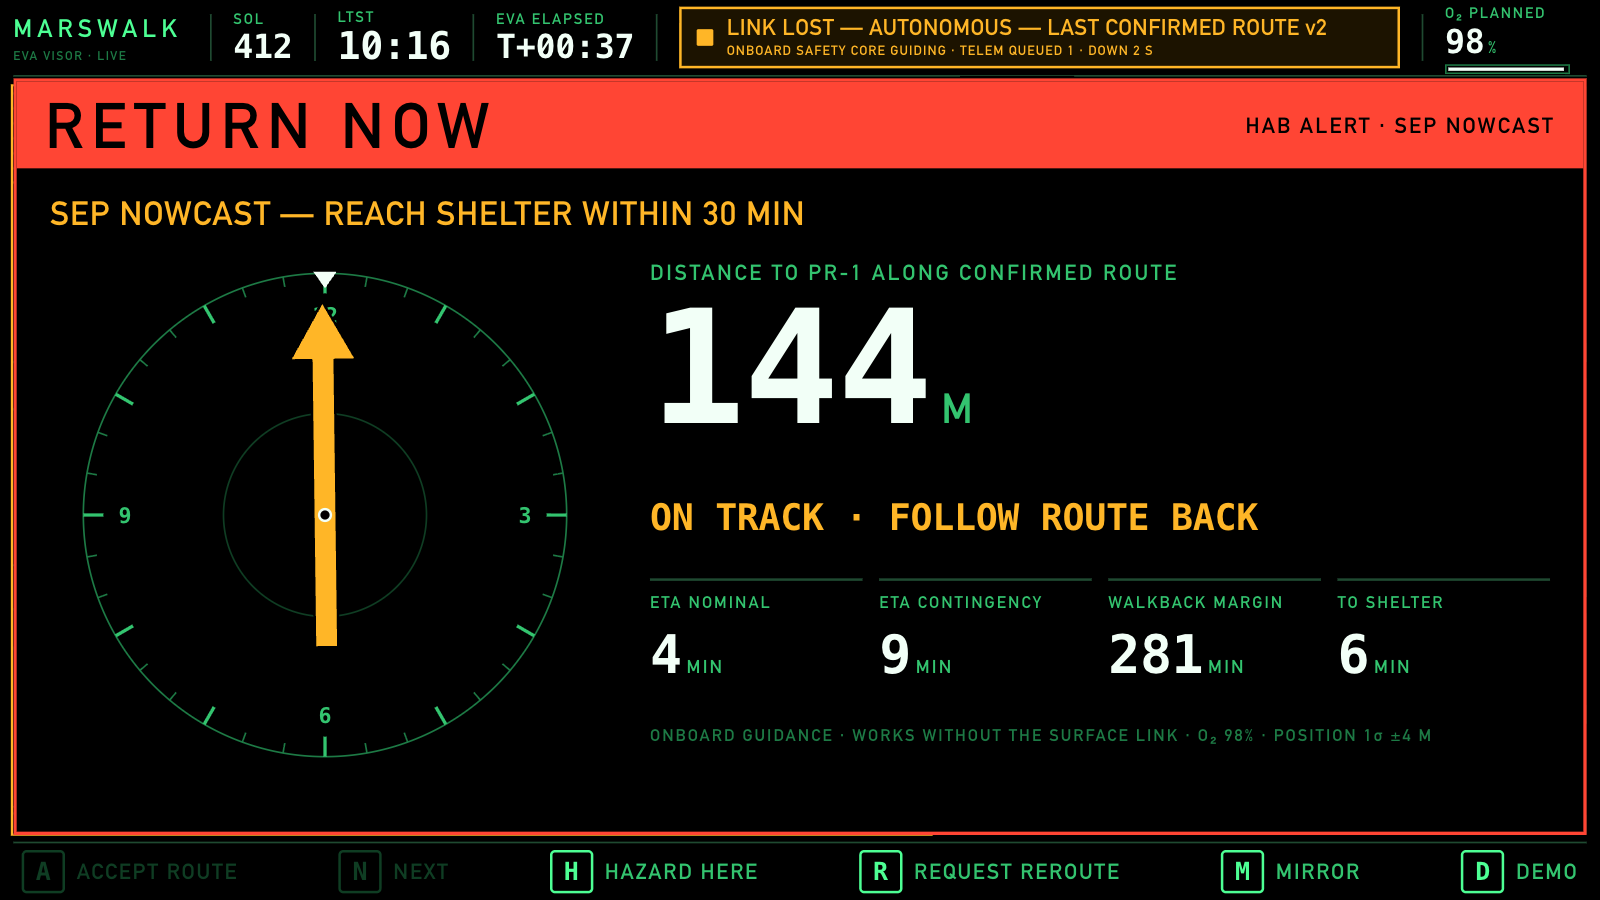 MARSWALK
EVA VISOR · LIVE
SOL
412
LTST
10:16
EVA ELAPSED
T+00:37
LINK LOST — AUTONOMOUS — LAST CONFIRMED ROUTE v2
ONBOARD SAFETY CORE GUIDING · TELEM QUEUED 1 · DOWN 2 S
O₂ PLANNED
98%
RETURN NOW
HAB ALERT · SEP NOWCAST
SEP NOWCAST — REACH SHELTER WITHIN 30 MIN
9
3
6
DISTANCE TO PR-1 ALONG CONFIRMED ROUTE
144 M
ON TRACK · FOLLOW ROUTE BACK
ETA NOMINAL
4 MIN
ETA CONTINGENCY
9 MIN
WALKBACK MARGIN
281 MIN
TO SHELTER
6 MIN
ONBOARD GUIDANCE · WORKS WITHOUT THE SURFACE LINK · O₂ 98% · POSITION 1σ ±4 M
A ACCEPT ROUTE
N NEXT
H HAZARD HERE
R REQUEST REROUTE
M MIRROR
D DEMO